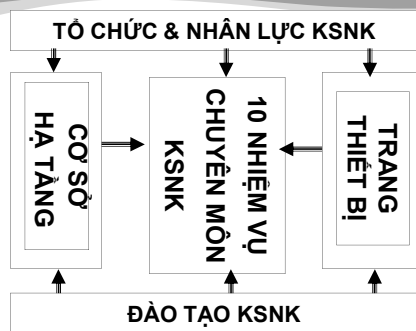 TỔ CHỨC & NHÂN LỰC KSNK
CƠ SỞ
HẠ TẦNG
10 NHIỆM VỤ
CHUYÊN MÔN
KSNK
TRANG
THIẾT BỊ
ĐÀO TẠO KSNK